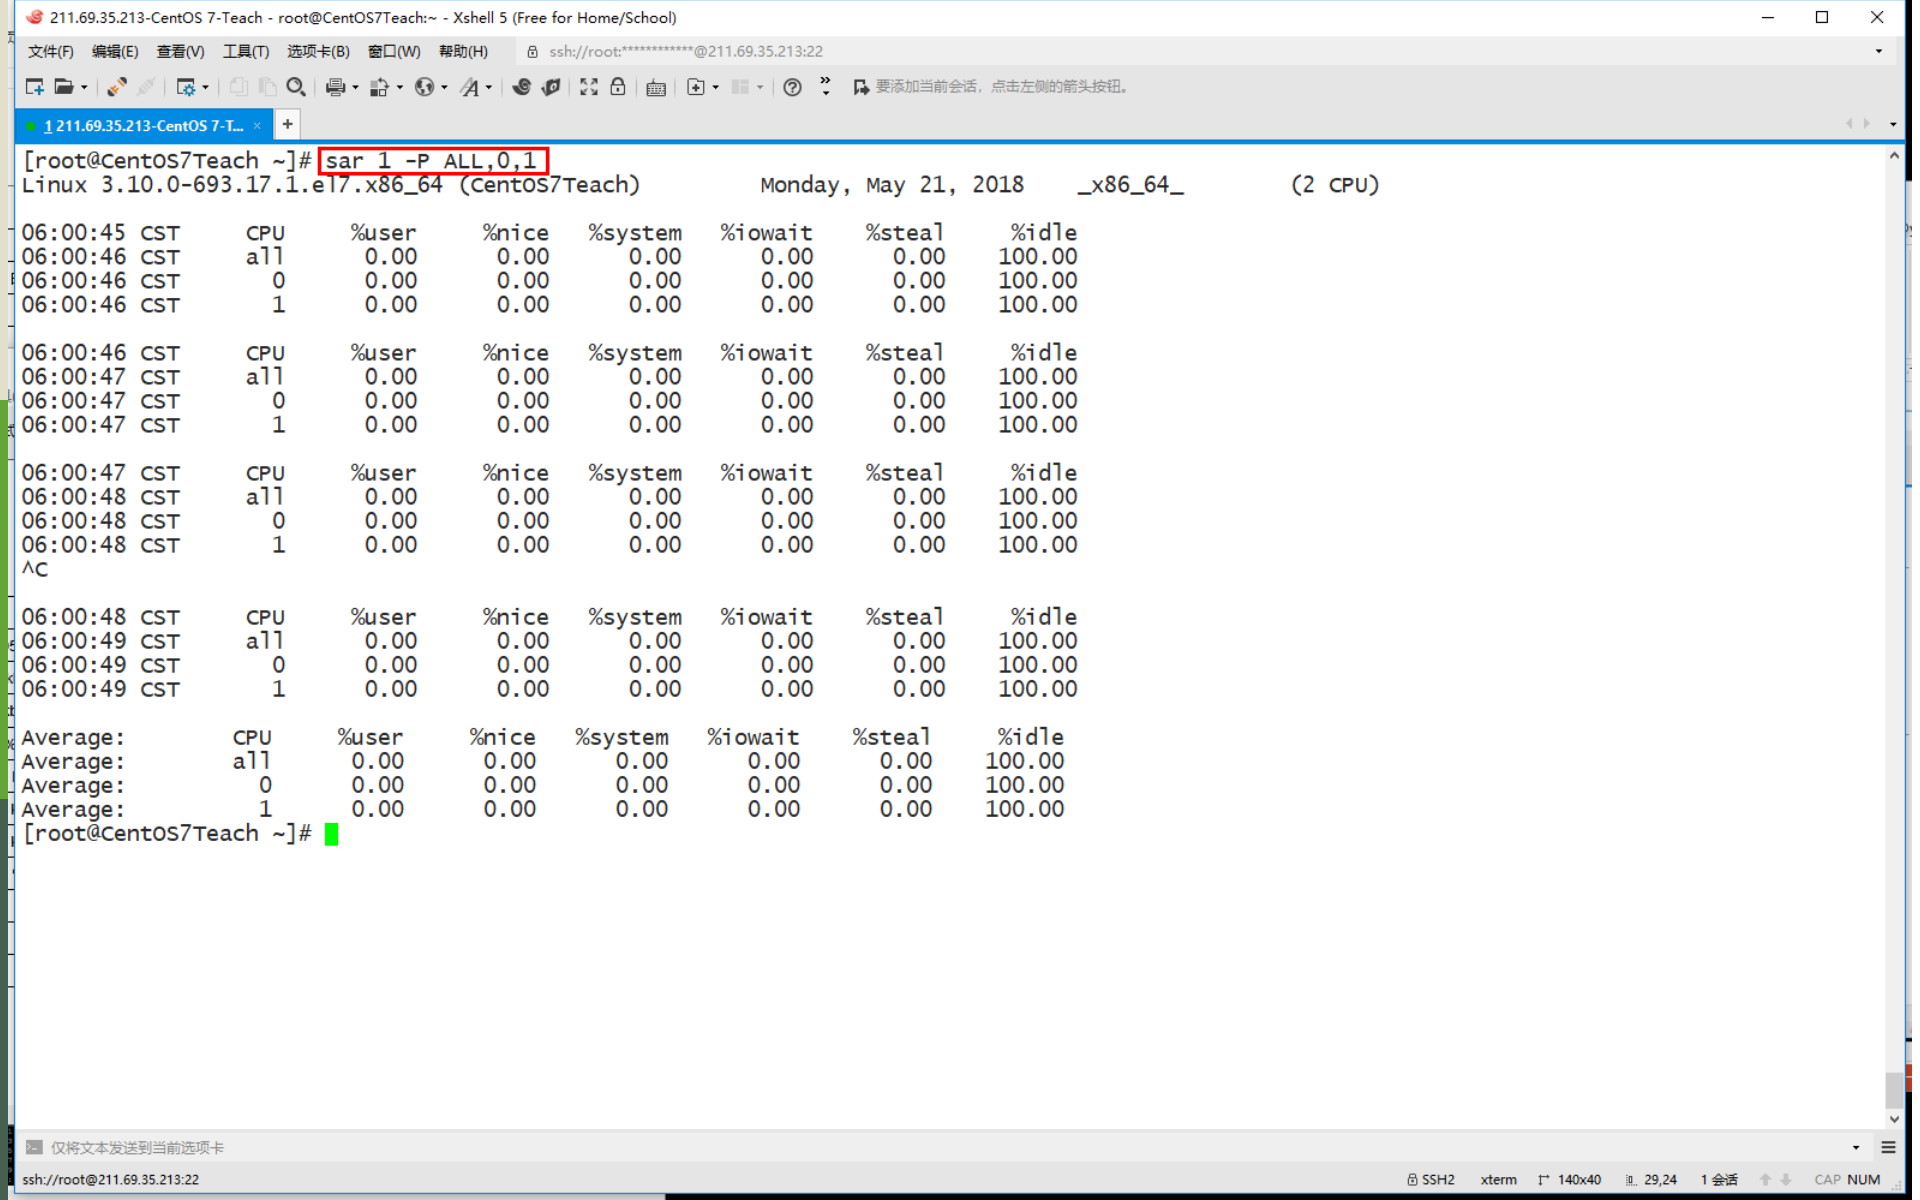 211.69.35.213-CentOS 7-Teach - root@CentOS7Teach:~ - Xshell 5 (Free for Home/School)
文件(F) 编辑(E) 查看(V) 工具(T) 选项卡(B) 窗口(W) 帮助(H) ssh://root:************@211.69.35.213:22
要添加当前会话，点击左侧的箭头按钮。
1 211.69.35.213-CentOS 7-T... × +
[root@CentOS7Teach ~]# sar 1 -P ALL,0,1
Linux 3.10.0-693.17.1.el7.x86_64 (CentOS7Teach) Monday, May 21, 2018 _x86_64_ (2 CPU)
06:00:45 CST CPU %user %nice %system %iowait %steal %idle
06:00:46 CST all 0.00 0.00 0.00 0.00 0.00 100.00
06:00:46 CST 0 0.00 0.00 0.00 0.00 0.00 100.00
06:00:46 CST 1 0.00 0.00 0.00 0.00 0.00 100.00
06:00:46 CST CPU %user %nice %system %iowait %steal %idle
06:00:47 CST all 0.00 0.00 0.00 0.00 0.00 100.00
06:00:47 CST 0 0.00 0.00 0.00 0.00 0.00 100.00
06:00:47 CST 1 0.00 0.00 0.00 0.00 0.00 100.00
06:00:47 CST CPU %user %nice %system %iowait %steal %idle
06:00:48 CST all 0.00 0.00 0.00 0.00 0.00 100.00
06:00:48 CST 0 0.00 0.00 0.00 0.00 0.00 100.00
06:00:48 CST 1 0.00 0.00 0.00 0.00 0.00 100.00
^C
06:00:48 CST CPU %user %nice %system %iowait %steal %idle
06:00:49 CST all 0.00 0.00 0.00 0.00 0.00 100.00
06:00:49 CST 0 0.00 0.00 0.00 0.00 0.00 100.00
06:00:49 CST 1 0.00 0.00 0.00 0.00 0.00 100.00
Average: CPU %user %nice %system %iowait %steal %idle
Average: all 0.00 0.00 0.00 0.00 0.00 100.00
Average: 0 0.00 0.00 0.00 0.00 0.00 100.00
Average: 1 0.00 0.00 0.00 0.00 0.00 100.00
[root@CentOS7Teach ~]#
仅将文本发送到当前选项卡
ssh://root@211.69.35.213:22 SSH2 xterm 140x40 29,24 1 会话 CAP NUM